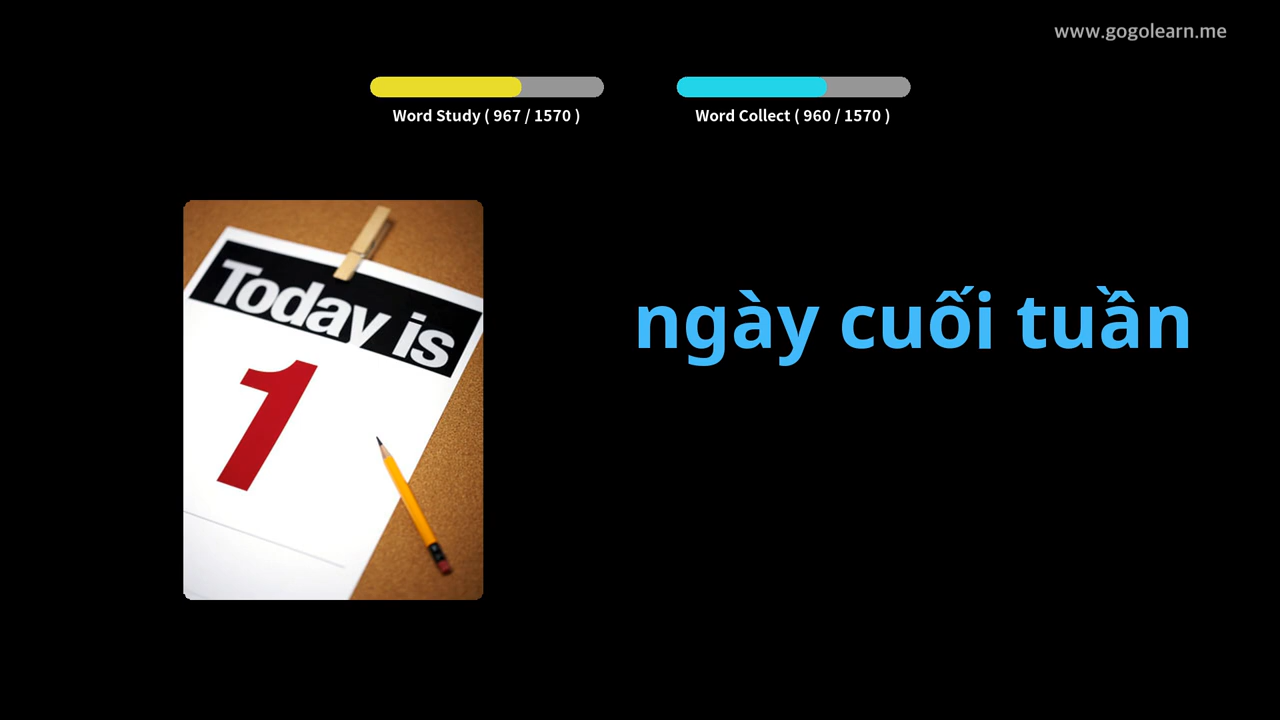 www.gogolearn.me
Word Study ( 967 / 1570 )
Word Collect ( 960 / 1570 )
Today is
1
ngày cuối tuần